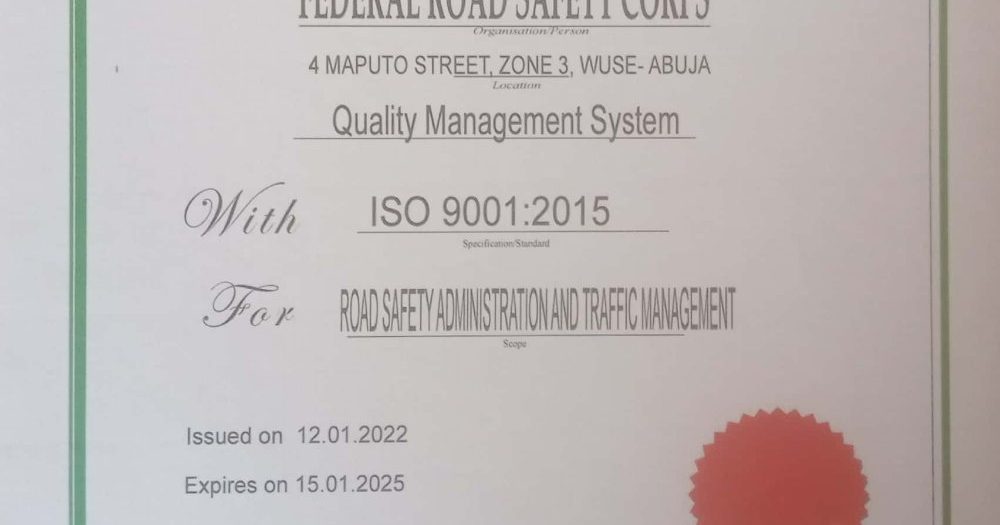 FEDERAL ROAD SAFETY CORPS
Organisation/Person
4 MAPUTO STREET, ZONE 3, WUSE- ABUJA
Location
Quality Management System
With ISO 9001:2015
Specification/Standard
For ROAD SAFETY ADMINISTRATION AND TRAFFIC MANAGEMENT
Scope
Issued on 12.01.2022
Expires on 15.01.2025